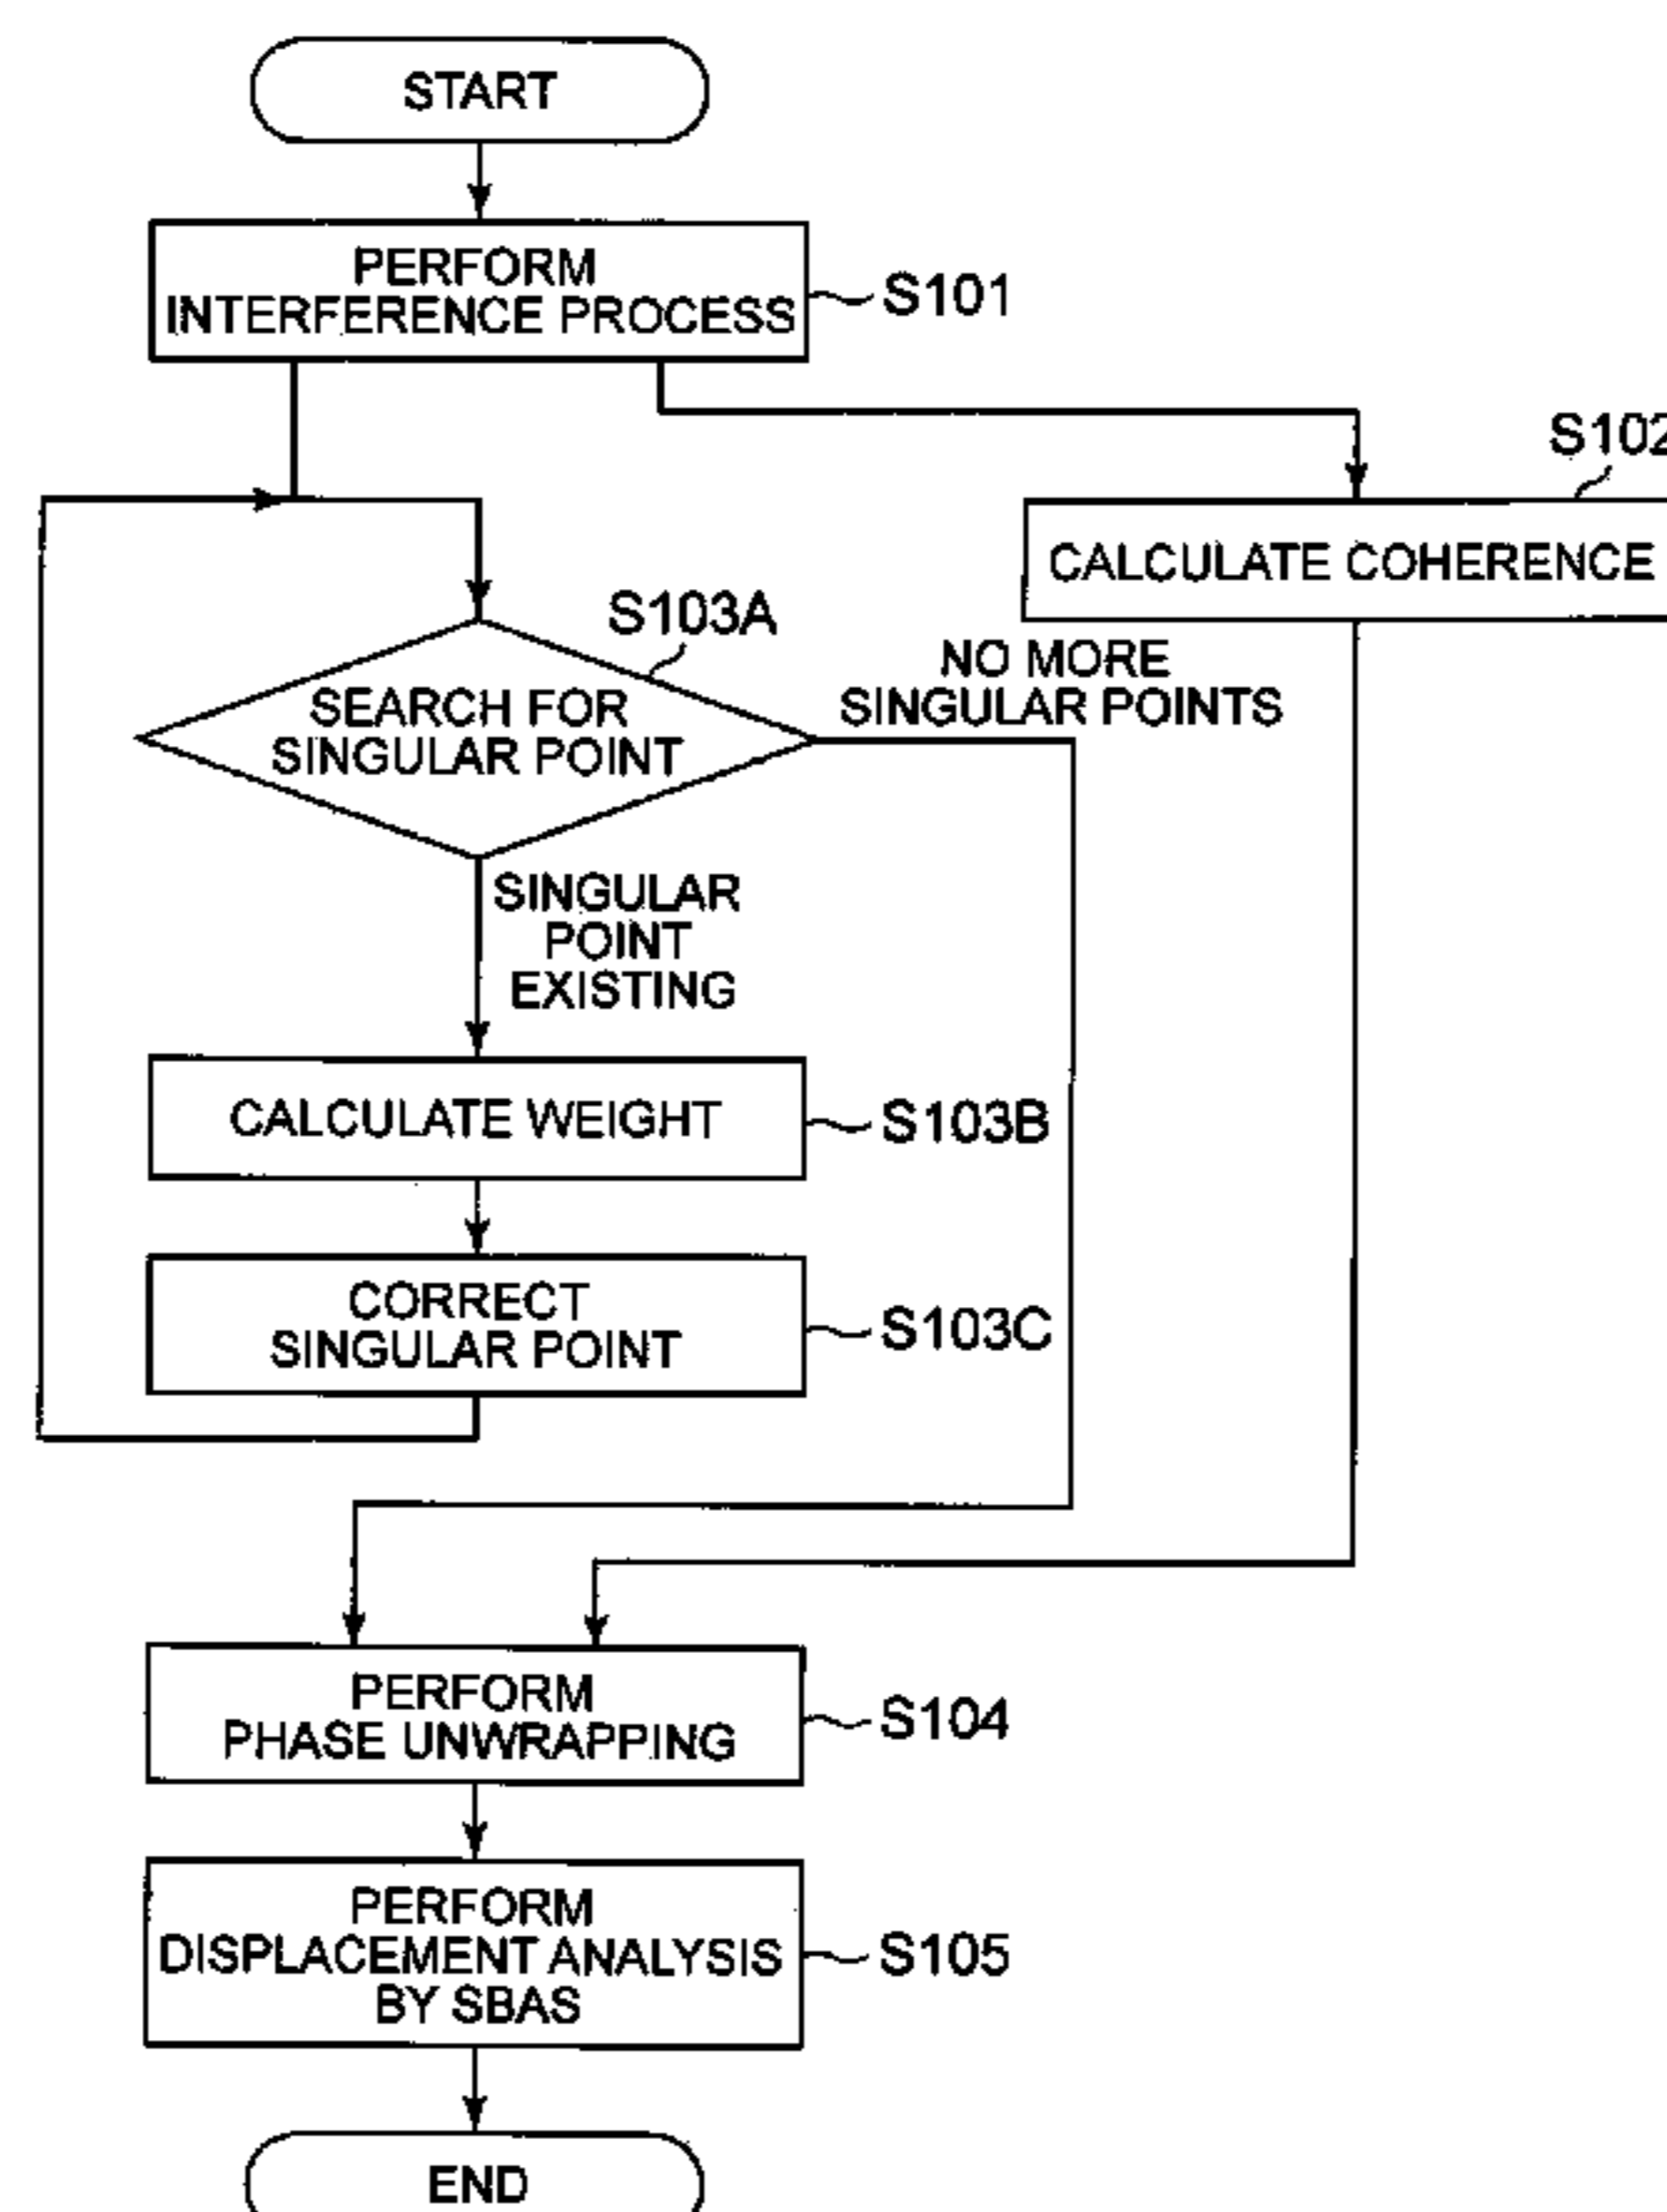 START
PERFORM
INTERFERENCE PROCESS
S101
S102
CALCULATE COHERENCE
S103A
NO MORE
SINGULAR POINTS
SEARCH FOR
SINGULAR POINT
SINGULAR
POINT
EXISTING
CALCULATE WEIGHT
S103B
CORRECT
SINGULAR POINT
S103C
PERFORM
PHASE UNWRAPPING
S104
PERFORM
DISPLACEMENT ANALYSIS
BY SBAS
S105
END